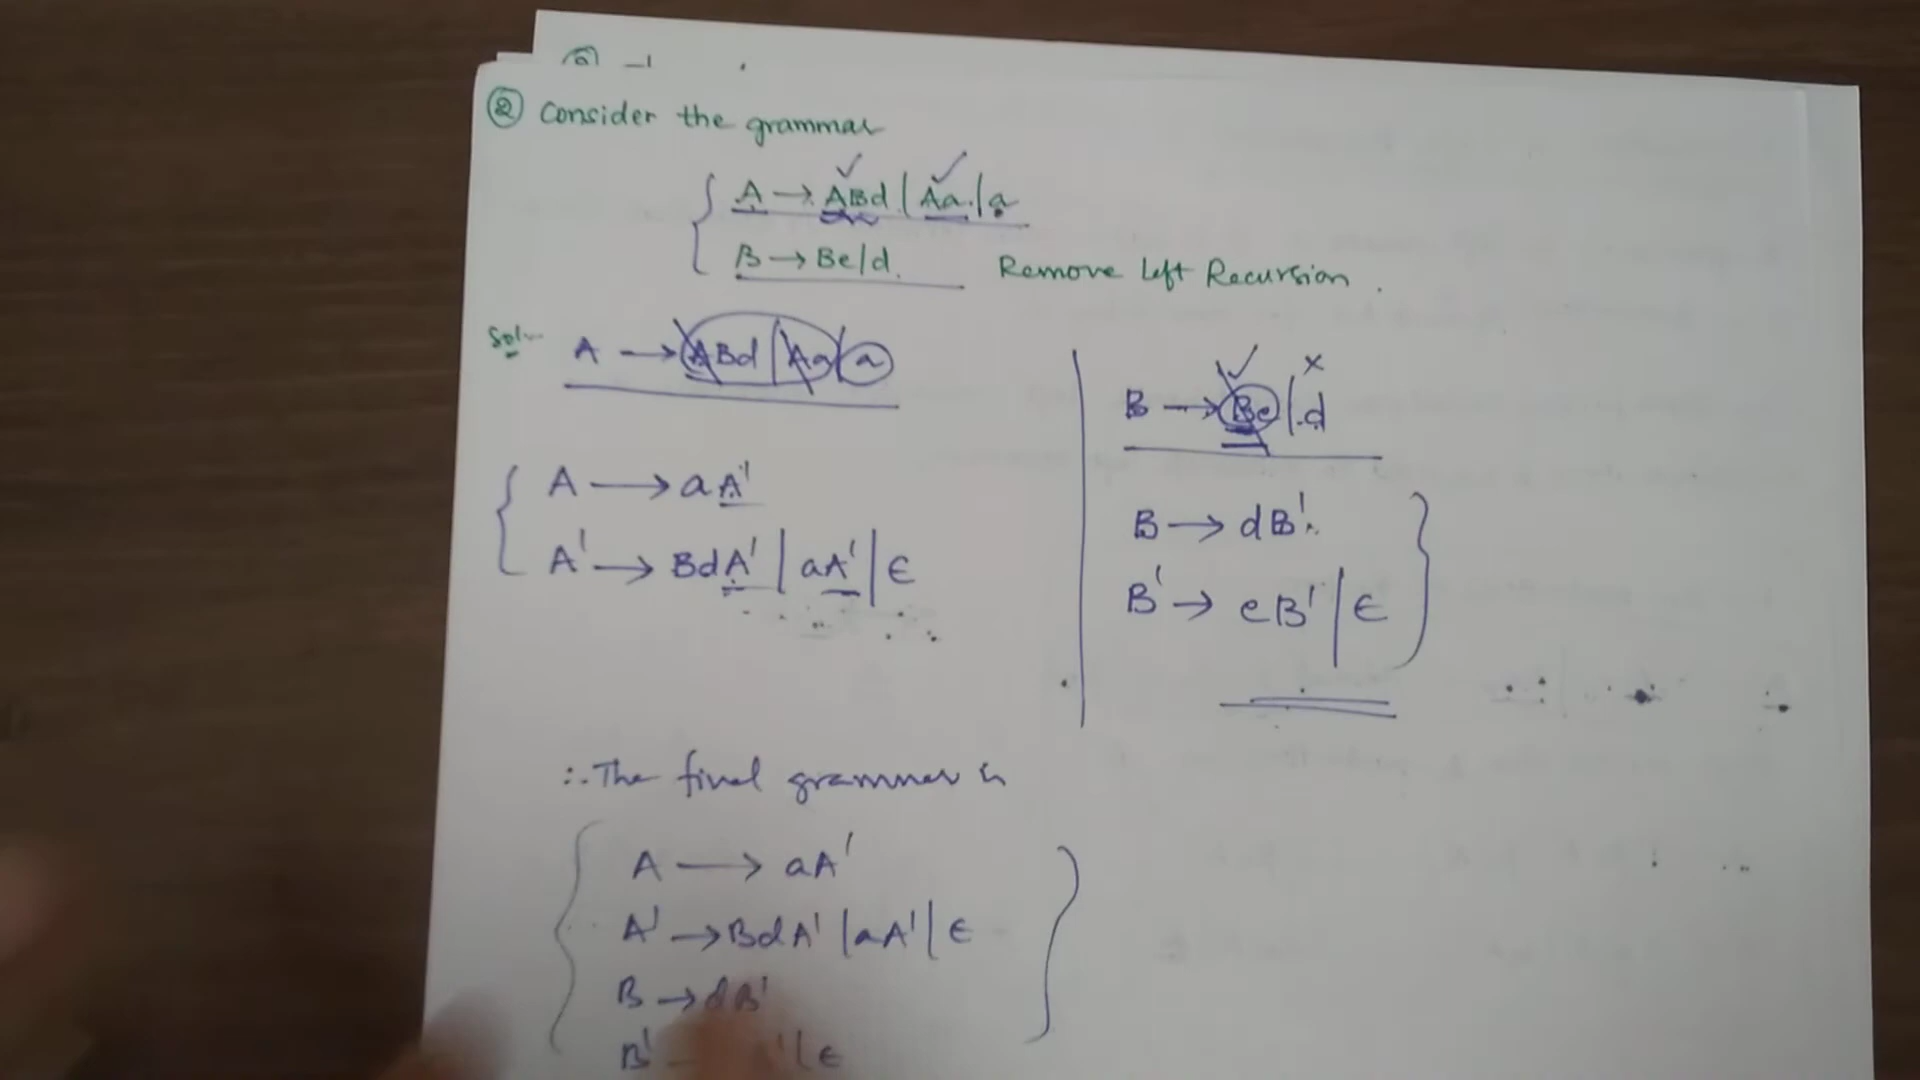 ② Consider the grammar
A → ABd | Aa | a
B → Be/d.
Remove Left Recursion.
Soln
A → ABd | Aa | a
A → aA'
A' → BdA' | aA' | ϵ
B → Be | d
B → dB'
B' → eB' | ϵ
∴ The final grammar is
A → aA'
A' → BdA' | aA' | ϵ
B → dB'
B' '| ϵ